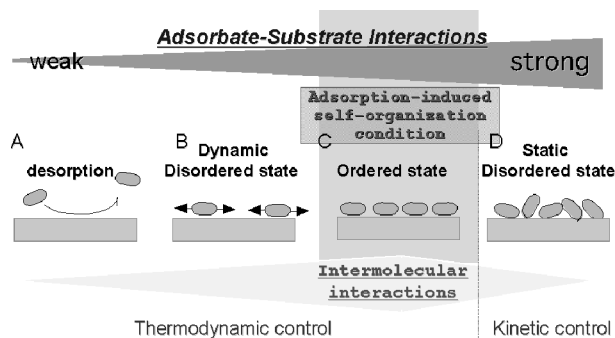 Adsorbate-Substrate Interactions
weak
strong
Adsorption-induced
self-organization
condition
A
desorption
B
Dynamic
Disordered state
C
Ordered state
D
Static
Disordered state
Intermolecular
interactions
Thermodynamic control
Kinetic control